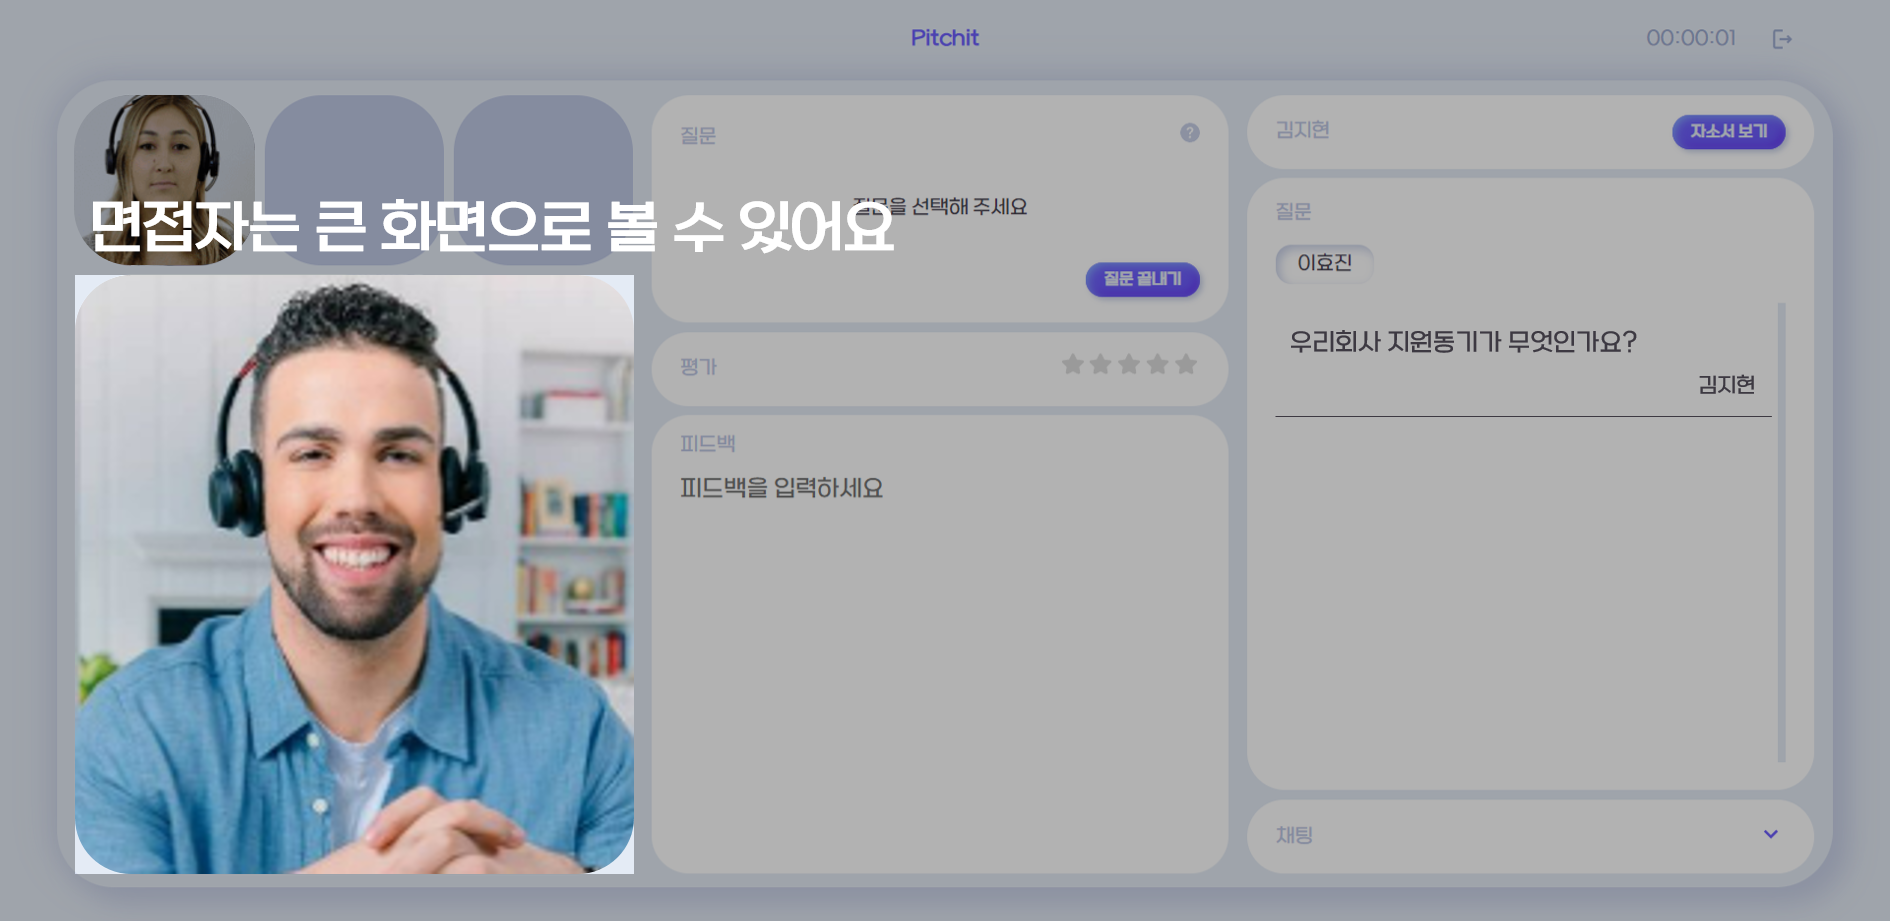 Pitchit
00:00:01
면접자는 큰 화면으로 볼 수 있어요
질문
질문을 선택해 주세요
질문 끝내기
평가
피드백
피드백을 입력하세요
김지현
자소서 보기
질문
이효진
우리회사 지원동기가 무엇인가요?
김지현
채팅